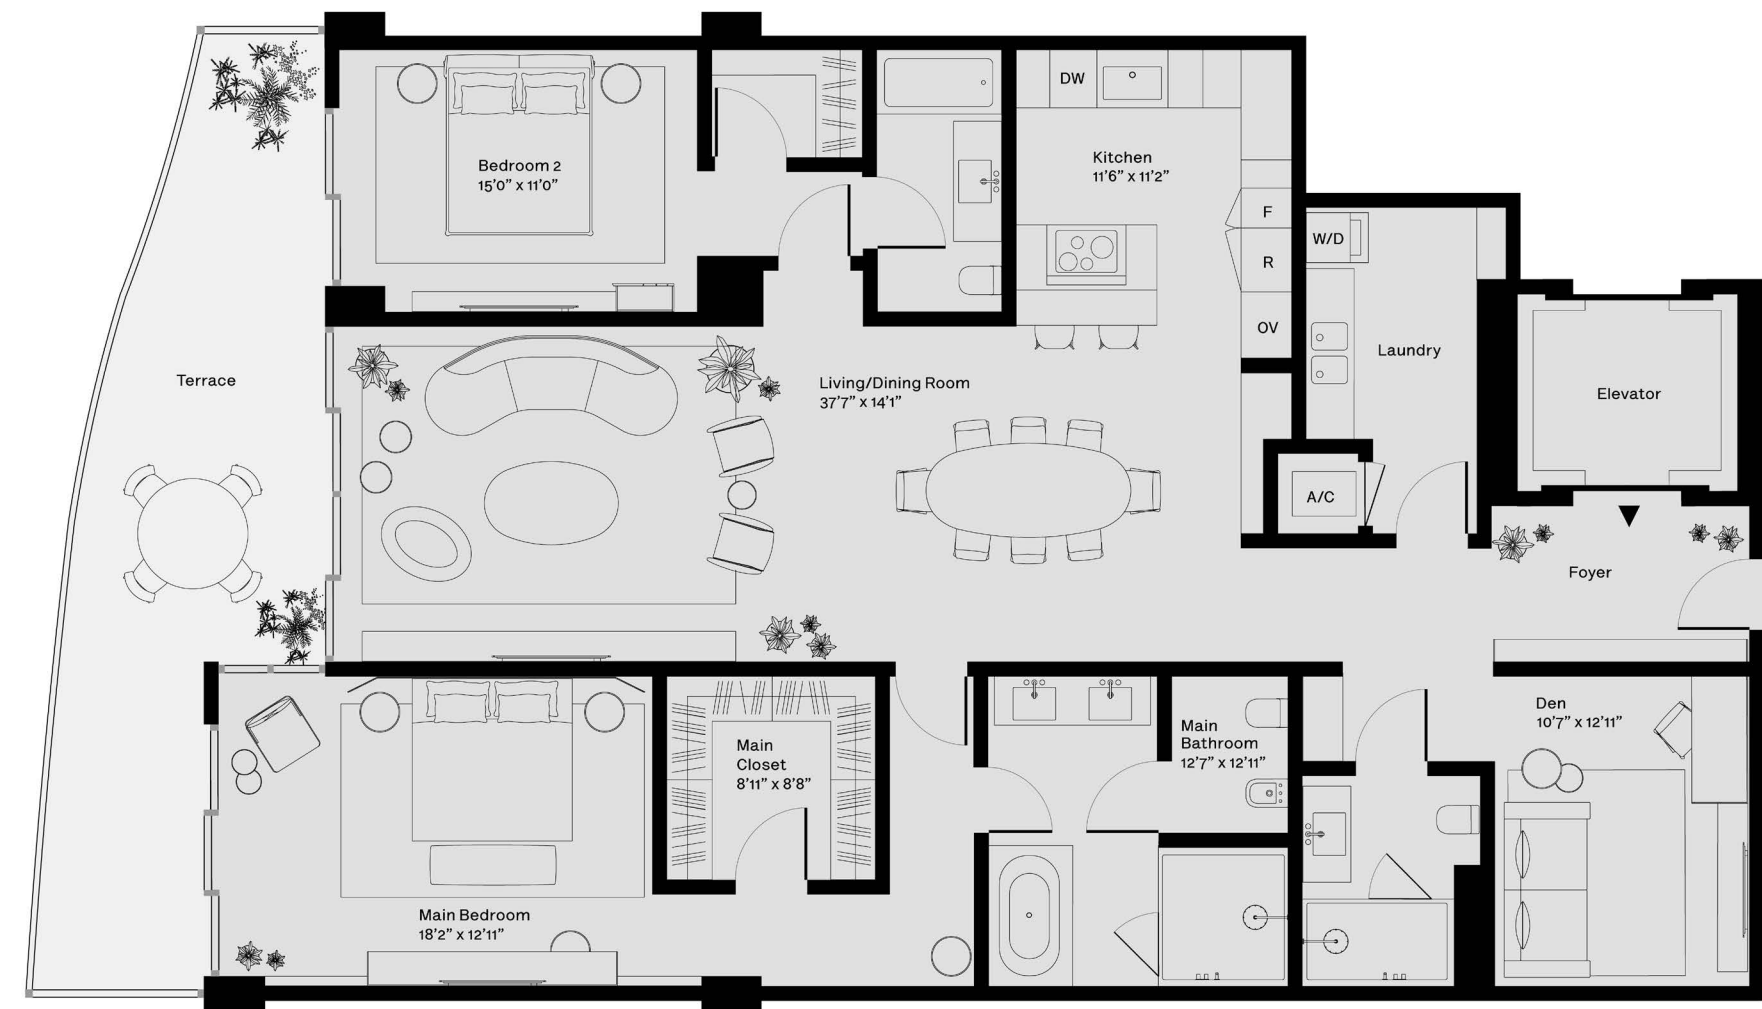 DW
Bedroom 2
15'0" x 11'0"
Kitchen
11'6" x 11'2"
F
W/D
R
OV
Laundry
Terrace
Living/Dining Room
37'7" x 14'1"
Elevator
A/C
Foyer
Den
10'7" x 12'11"
Main
Bathroom
12'7" x 12'11"
Main
Closet
8'11" x 8'8"
Main Bedroom
18'2" x 12'11"